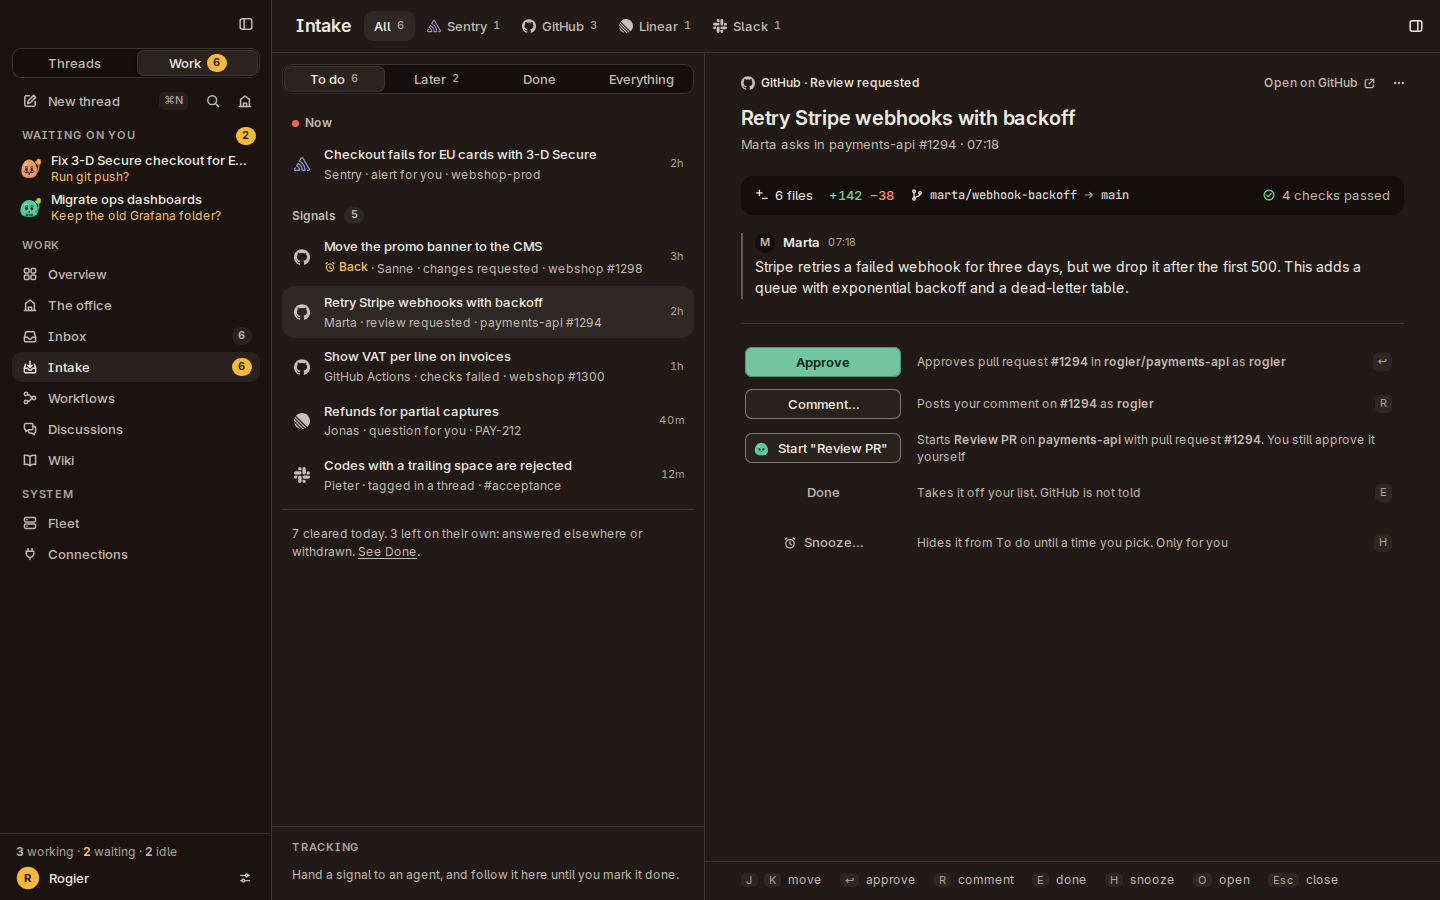 Threads
Work 6
New thread ⌘N
WAITING ON YOU 2
Fix 3-D Secure checkout for E...
Run git push?
Migrate ops dashboards
Keep the old Grafana folder?
WORK
Overview
The office
Inbox 6
Intake 6
Workflows
Discussions
Wiki
SYSTEM
Fleet
Connections
3 working · 2 waiting · 2 idle
R Rogier
Intake All 6 Sentry 1 GitHub 3 Linear 1 Slack 1
To do 6 Later 2 Done Everything
Now
Checkout fails for EU cards with 3-D Secure 2h
Sentry · alert for you · webshop-prod
Signals 5
Move the promo banner to the CMS 3h
Back · Sanne · changes requested · webshop #1298
Retry Stripe webhooks with backoff 2h
Marta · review requested · payments-api #1294
Show VAT per line on invoices 1h
GitHub Actions · checks failed · webshop #1300
Refunds for partial captures 40m
Jonas · question for you · PAY-212
Codes with a trailing space are rejected 12m
Pieter · tagged in a thread · #acceptance
7 cleared today. 3 left on their own: answered elsewhere or
withdrawn. See Done.
TRACKING
Hand a signal to an agent, and follow it here until you mark it done.
GitHub · Review requested Open on GitHub
Retry Stripe webhooks with backoff
Marta asks in payments-api #1294 · 07:18
6 files +142 −38 marta/webhook-backoff → main 4 checks passed
M Marta 07:18
Stripe retries a failed webhook for three days, but we drop it after the first 500. This adds a
queue with exponential backoff and a dead-letter table.
Approve Approves pull request #1294 in rogier/payments-api as rogier ↩
Comment... Posts your comment on #1294 as rogier R
Start "Review PR" Starts Review PR on payments-api with pull request #1294. You still approve it
yourself
Done Takes it off your list. GitHub is not told E
Snooze... Hides it from To do until a time you pick. Only for you H
J K move ↩ approve R comment E done H snooze O open Esc close